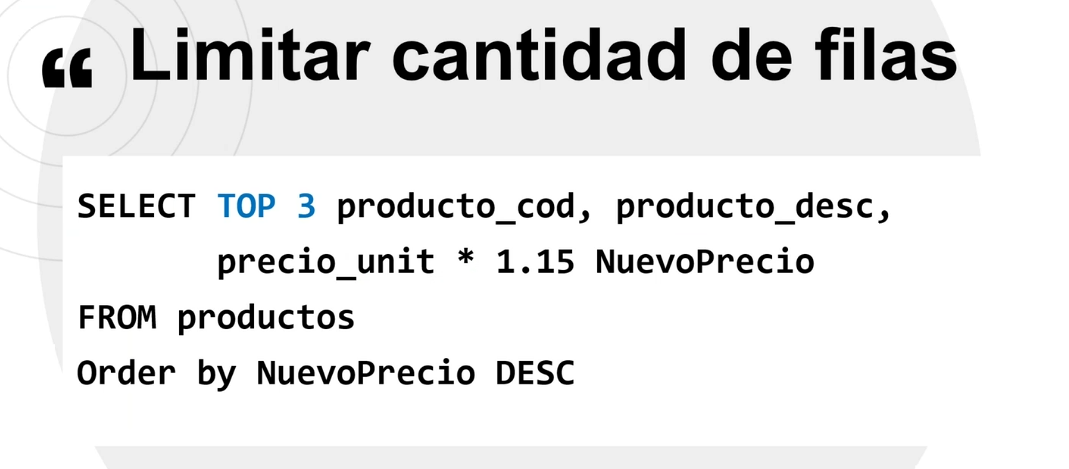 “ Limitar cantidad de filas
SELECT TOP 3 producto_cod, producto_desc,
precio_unit * 1.15 NuevoPrecio
FROM productos
Order by NuevoPrecio DESC